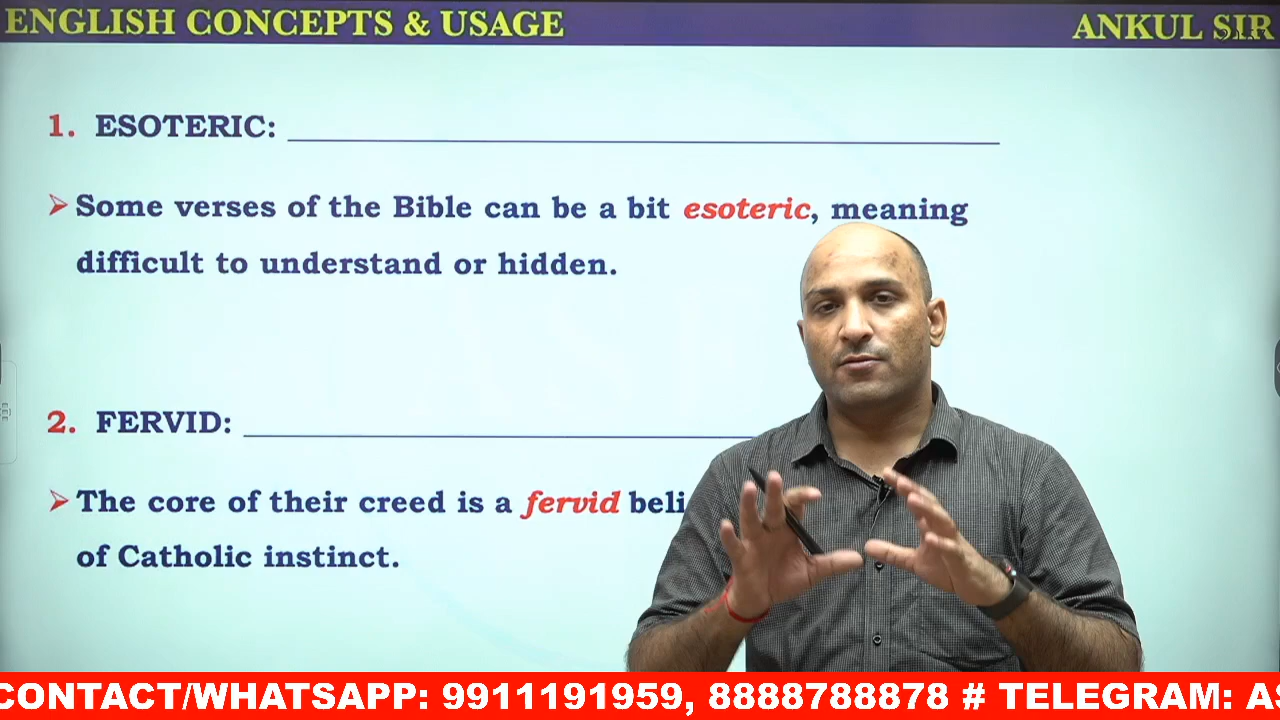 ENGLISH CONCEPTS & USAGE
ANKUL SIR
1. ESOTERIC:
Some verses of the Bible can be a bit esoteric, meaning
difficult to understand or hidden.
2. FERVID:
The core of their creed is a fervid
of Catholic instinct.
CONTACT/WHATSAPP: 9911191959, 8888788878 # TELEGRAM: